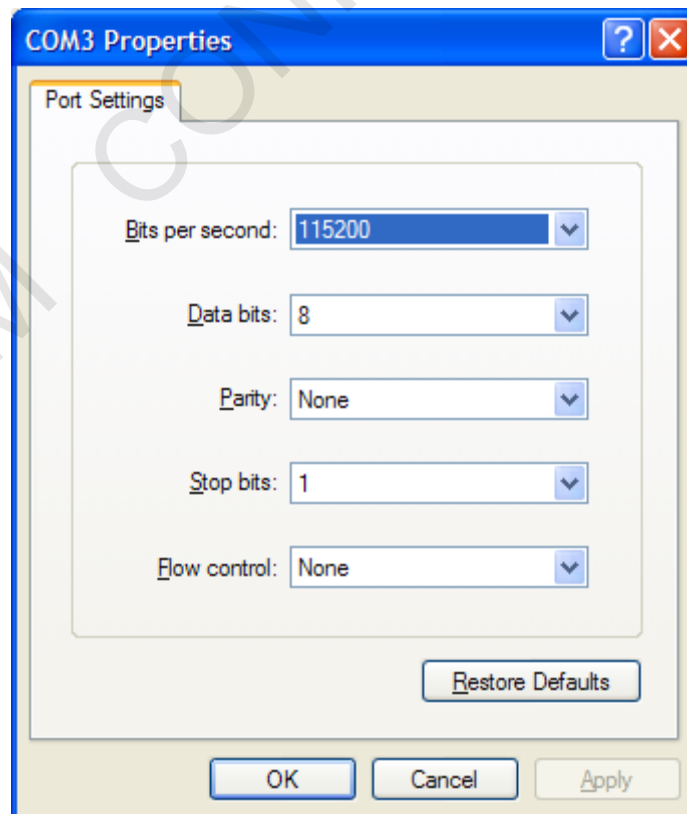 COM3 Properties
Port Settings
Bits per second: 115200
Data bits: 8
Parity: None
Stop bits: 1
Flow control: None
Restore Defaults
OK Cancel Apply